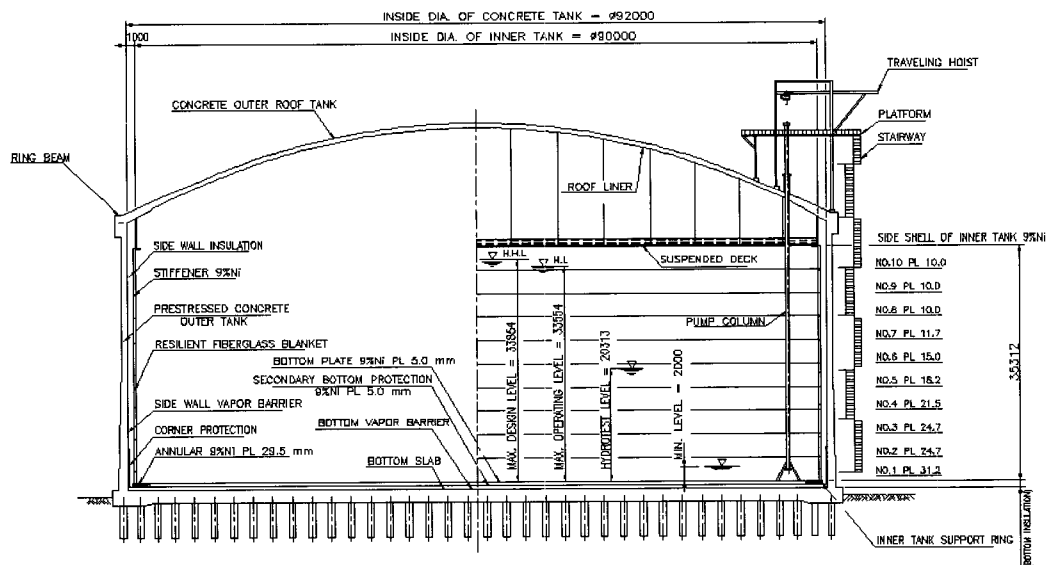 INSIDE DIA. OF CONCRETE TANK = ø92000
1000
INSIDE DIA. OF INNER TANK = ø90000
TRAVELING HOIST
CONCRETE OUTER ROOF TANK
PLATFORM
STAIRWAY
RING BEAM
ROOF LINER
SIDE SHELL OF INNER TANK 9%Ni
SIDE WALL INSULATION
H.H.L
H.L
SUSPENDED DECK
NO.10 PL 10.0
STIFFENER 9%Ni
NO.9 PL 10.0
PRESTRESSED CONCRETE
OUTER TANK
NO.8 PL 10.0
PUMP COLUMN
NO.7 PL 11.7
RESILIENT FIBERGLASS BLANKET
BOTTOM PLATE 9%Ni PL 5.0 mm
NO.6 PL 15.0
SECONDARY BOTTOM PROTECTION
9%Ni PL 5.0 mm
NO.5 PL 18.2
SIDE WALL VAPOR BARRIER
BOTTOM VAPOR BARRIER
NO.4 PL 21.5
CORNER PROTECTION
NO.3 PL 24.7
ANNULAR 9%Ni PL 29.5 mm
NO.2 PL 24.7
BOTTOM SLAB
NO.1 PL 31.2
MAX. DESIGN LEVEL = 33854
MAX. OPERATING LEVEL = 33554
HYDROTEST LEVEL = 20313
MIN. LEVEL = 2000
35312
INNER TANK SUPPORT RING
BOTTOM INSULATION